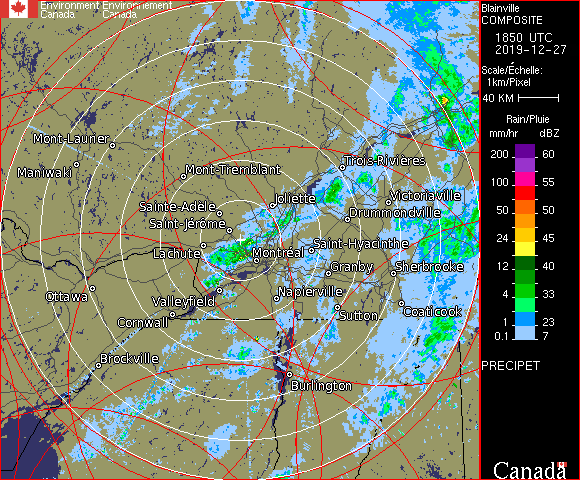 Environment Environnement
Canada Canada
Blainville
COMPOSITE
1850 UTC
2019-12-27
Scale/Échelle:
1km/Pixel
40 KM
Rain/Pluie
mm/hr dBZ
200 60
100 55
50 50
24 45
12 40
4 33
1 23
0.1 7
PRECIPET
Canada
Mont-Laurier
Maniwaki
Mont-Tremblant
Trois-Rivières
Sainte-Adèle
Joliette
Victoriaville
Saint-Jérôme
Drummondville
Lachute
Montréal
Saint-Hyacinthe
Granby
Sherbrooke
Ottawa
Valleyfield
Napierville
Cornwall
Sutton
Coaticook
Brockville
Burlington